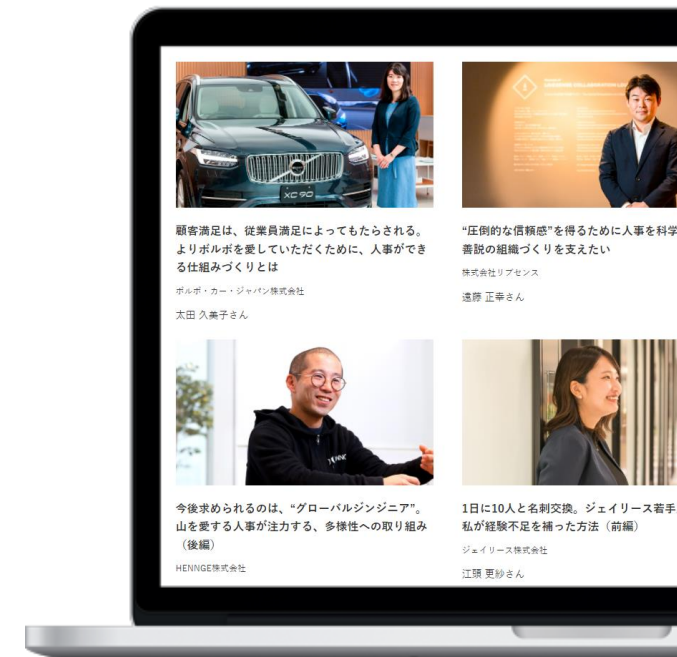 XC 90
顧客満足は、従業員満足によってもたらされる。
よりボルボを愛していただくために、人事ができ
る仕組みづくりとは
ボルボ・カー・ジャパン株式会社
太田 久美子さん
“圧倒的な信頼感”を得るために人事を科学
善説の組織づくりを支えたい
株式会社リブセンス
遠藤 正幸さん
今後求められるのは、“グローバルジンジニア”。
山を愛する人事が注力する、多様性への取り組み
（後編）
HENNGE株式会社
1日に10人と名刺交換。ジェイリース若手
私が経験不足を補った方法（前編）
ジェイリース株式会社
江頭 更紗さん